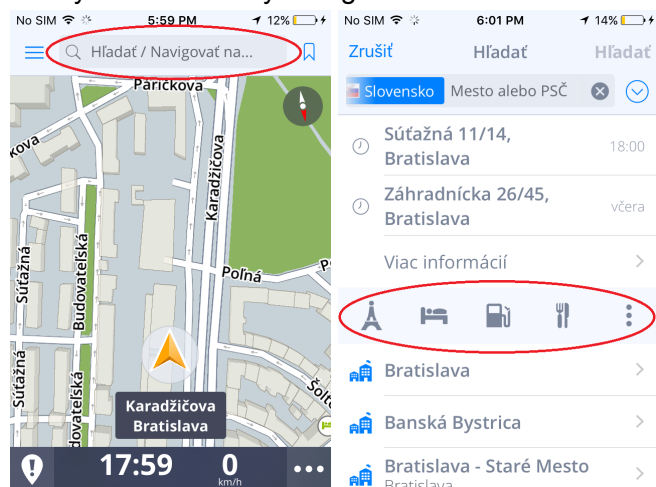 No SIM 5:59 PM 12%
Hľadať / Navigovať na...
Páričkova
kova
Karadžičova
Súťažná
Budovateľská
Poľná
Súťažná
dovateľská
Karadžičova
Bratislava
17:59
0
km/h
No SIM 6:01 PM 14%
Zrušiť Hľadať Hľadať
Slovensko Mesto alebo PSČ
Súťažná 11/14,
Bratislava
18:00
Záhradnícka 26/45,
Bratislava
včera
Viac informácií
Bratislava
Banská Bystrica
Bratislava - Staré Mesto
Bratislava